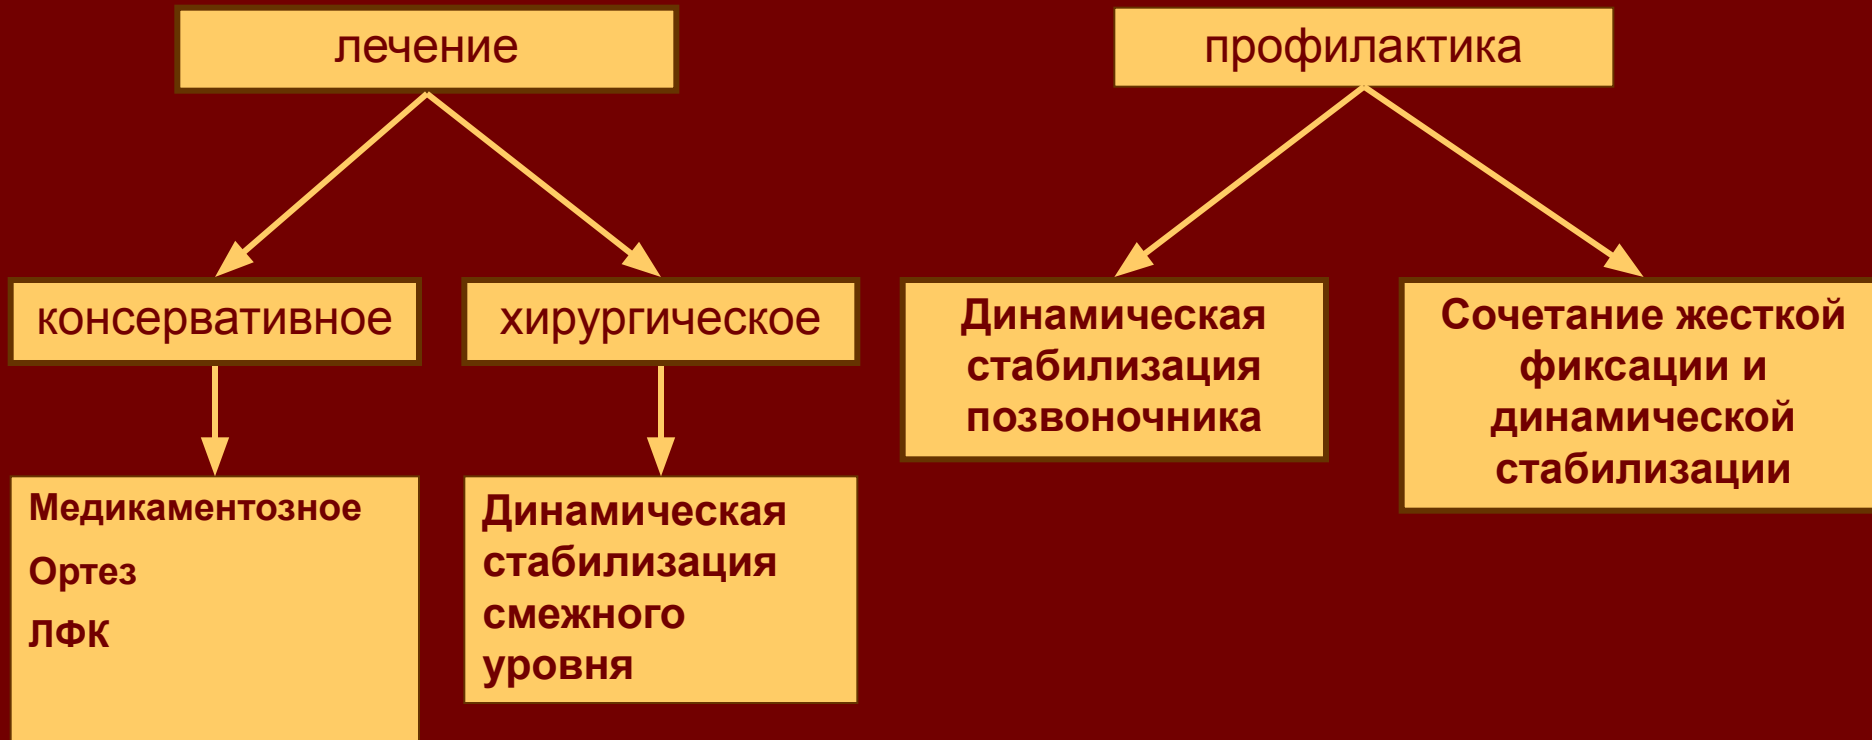 лечение
профилактика
консервативное
хирургическое
Динамическая
стабилизация
позвоночника
Сочетание жесткой
фиксации и
динамической
стабилизации
Медикаментозное
Ортез
ЛФК
Динамическая
стабилизация
смежного
уровня